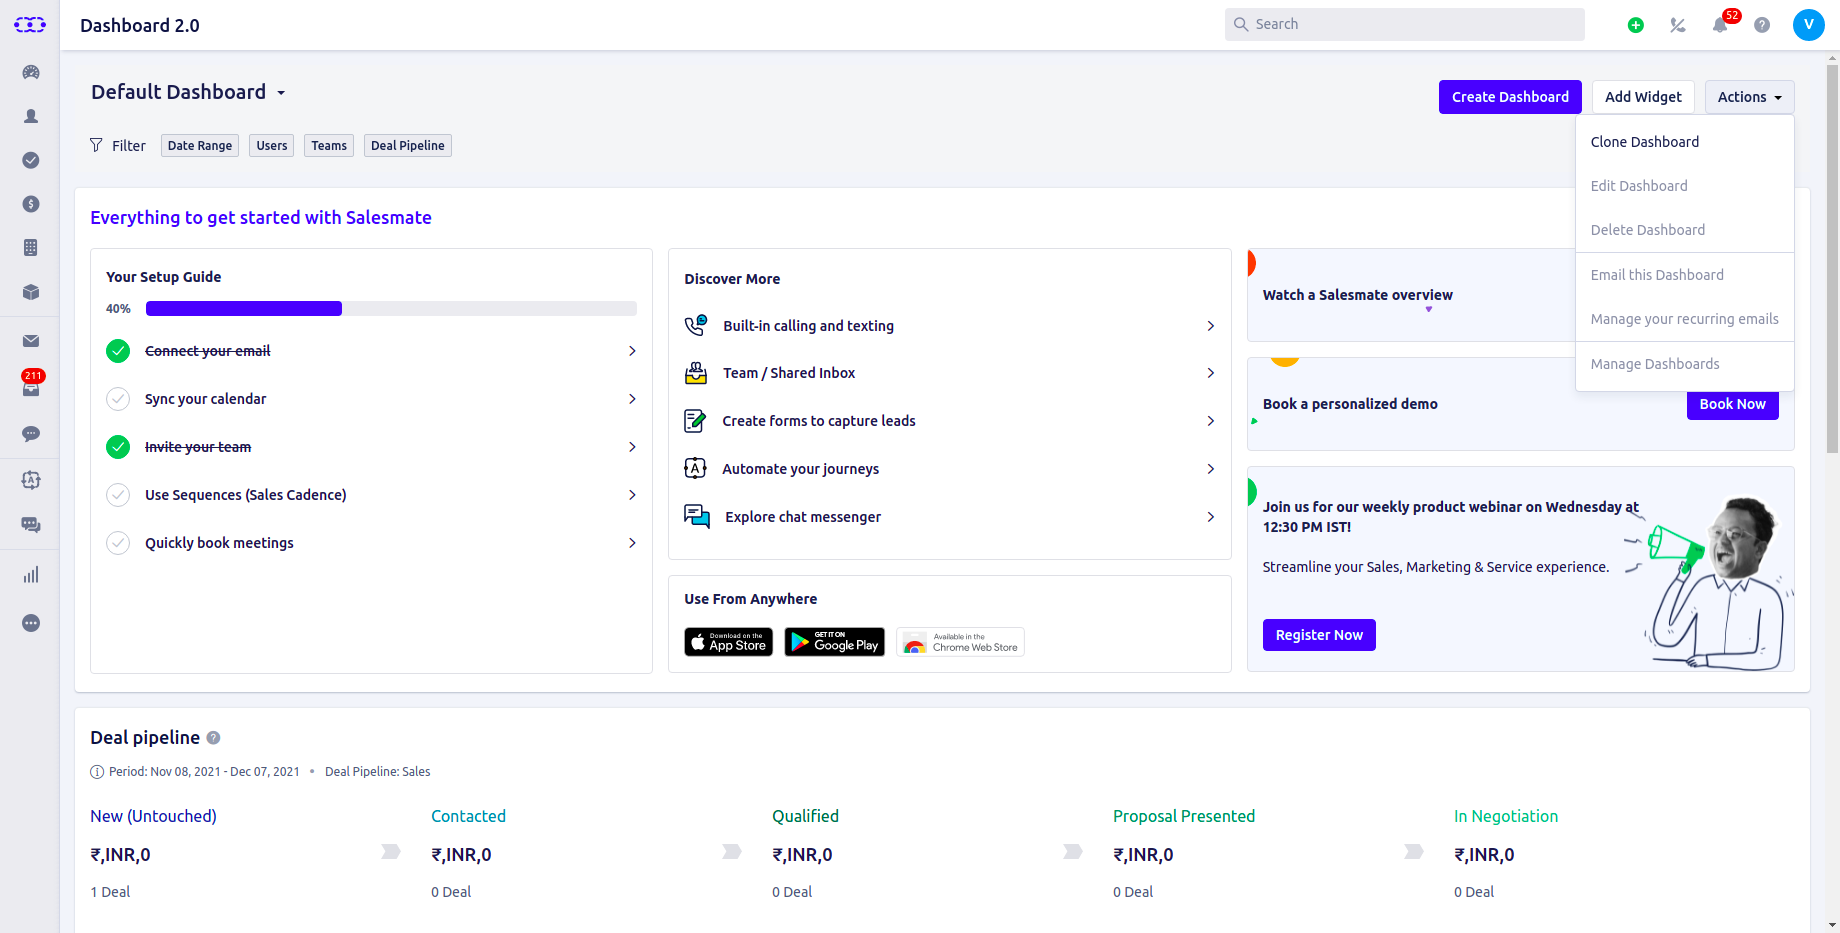 Dashboard 2.0
Search
52
V
Default Dashboard
Create Dashboard
Add Widget
Actions
Filter
Date Range
Users
Teams
Deal Pipeline
Clone Dashboard
Edit Dashboard
Delete Dashboard
Email this Dashboard
Manage your recurring emails
Manage Dashboards
211
Everything to get started with Salesmate
Your Setup Guide
40%
Connect your email
Sync your calendar
Invite your team
Use Sequences (Sales Cadence)
Quickly book meetings
Discover More
Built-in calling and texting
Team / Shared Inbox
Create forms to capture leads
Automate your journeys
Explore chat messenger
Use From Anywhere
Download on the
App Store
GET IT ON
Google Play
Available in the
Chrome Web Store
Watch a Salesmate overview
Book a personalized demo
Book Now
Join us for our weekly product webinar on Wednesday at
12:30 PM IST!
Streamline your Sales, Marketing & Service experience.
Register Now
Deal pipeline
Period: Nov 08, 2021 - Dec 07, 2021 • Deal Pipeline: Sales
New (Untouched)
₹,INR,0
1 Deal
Contacted
₹,INR,0
0 Deal
Qualified
₹,INR,0
0 Deal
Proposal Presented
₹,INR,0
0 Deal
In Negotiation
₹,INR,0
0 Deal